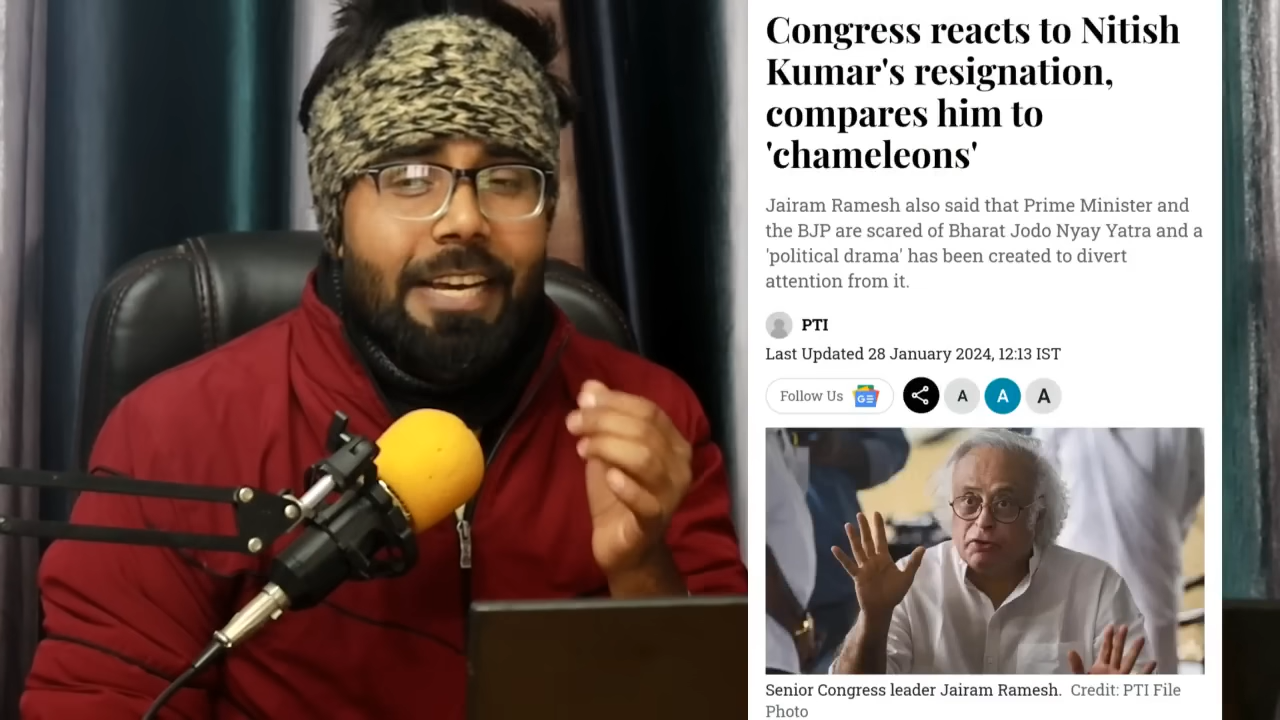 Congress reacts to Nitish
Kumar's resignation,
compares him to
'chameleons'
Jairam Ramesh also said that Prime Minister and
the BJP are scared of Bharat Jodo Nyay Yatra and a
'political drama' has been created to divert
attention from it.
PTI
Last Updated 28 January 2024, 12:13 IST
Follow Us GE A A A
Senior Congress leader Jairam Ramesh. Credit: PTI File
Photo